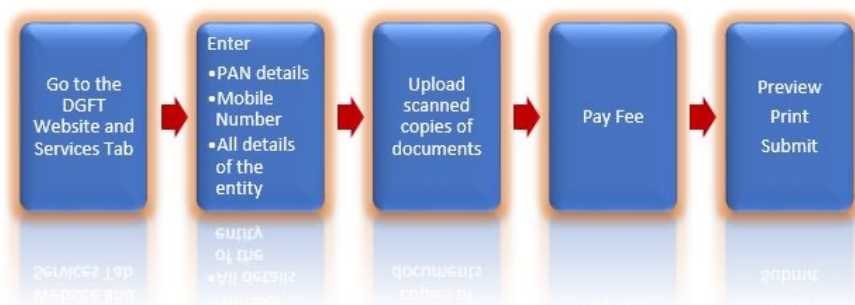 Go to the
DGFT
Website and
Services Tab
Enter
•PAN details
•Mobile
Number
•All details
of the
entity
Upload
scanned
copies of
documents
Pay Fee
Preview
Print
Submit